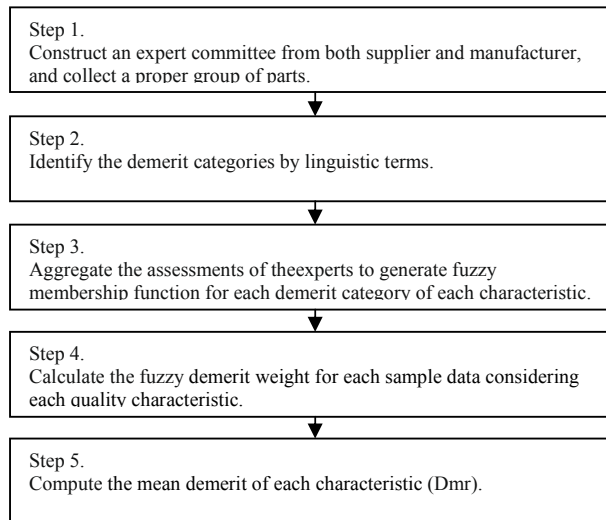 Step 1.
Construct an expert committee from both supplier and manufacturer,
and collect a proper group of parts.
Step 2.
Identify the demerit categories by linguistic terms.
Step 3.
Aggregate the assessments of theexperts to generate fuzzy
membership function for each demerit category of each characteristic.
Step 4.
Calculate the fuzzy demerit weight for each sample data considering
each quality characteristic.
Step 5.
Compute the mean demerit of each characteristic (Dmr).